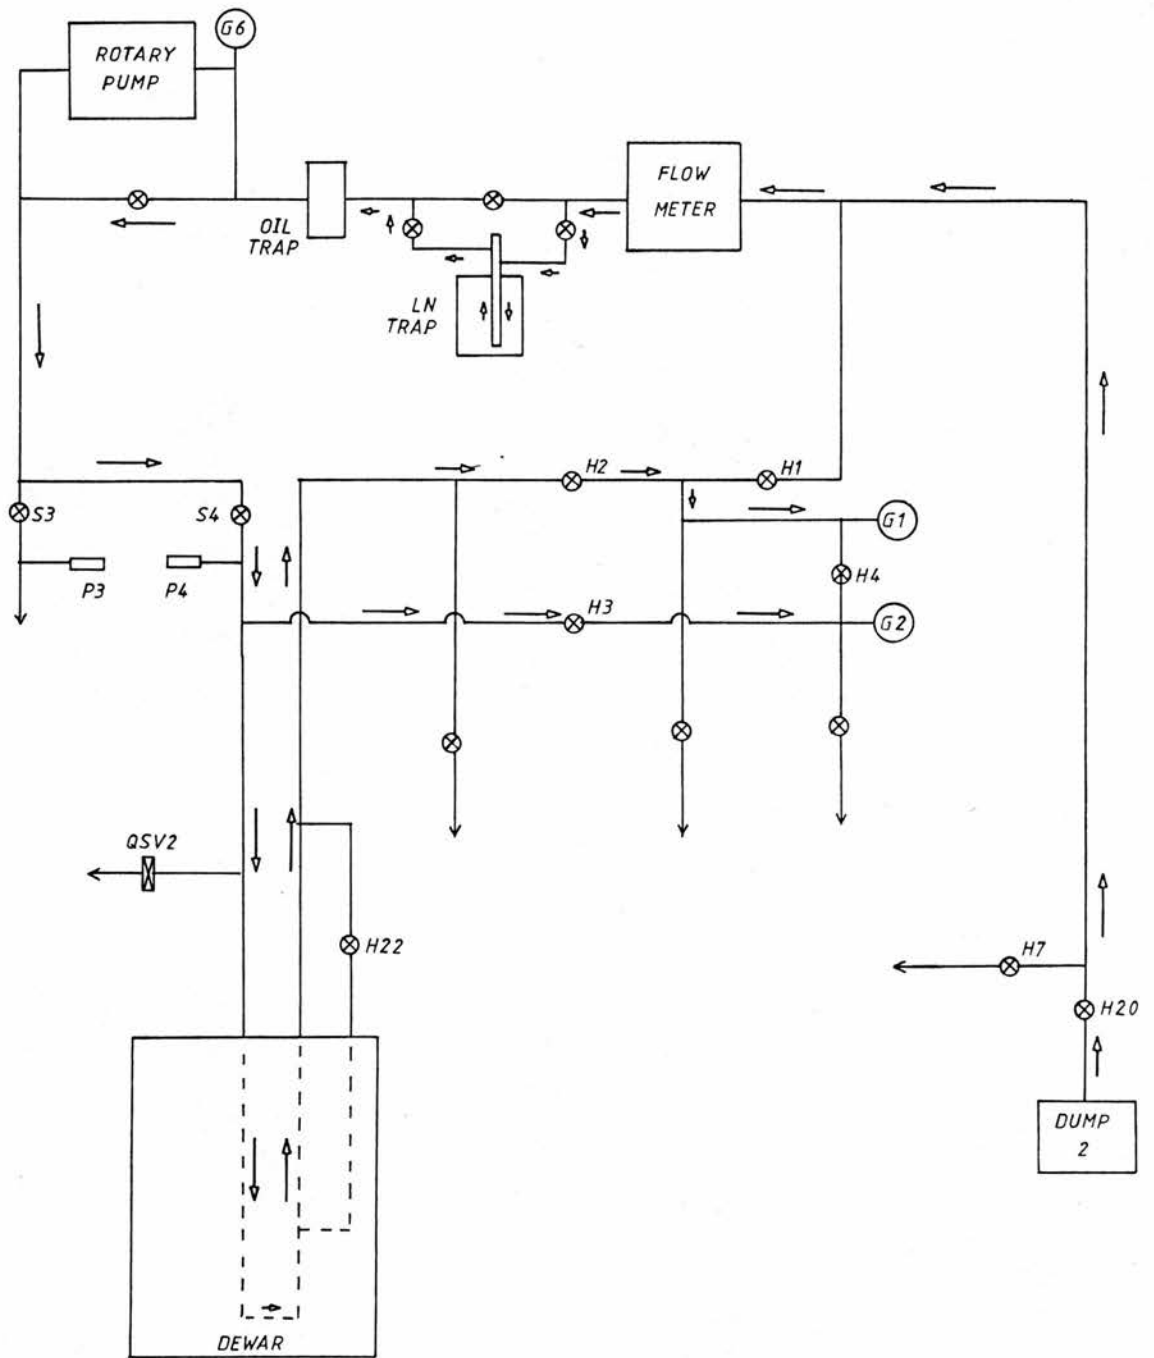 G6
ROTARY
PUMP
FLOW
METER
OIL
TRAP
LN
TRAP
H2
H1
S3
S4
G1
P3
P4
H4
H3
G2
QSV2
H22
H7
H20
DUMP
2
DEWAR